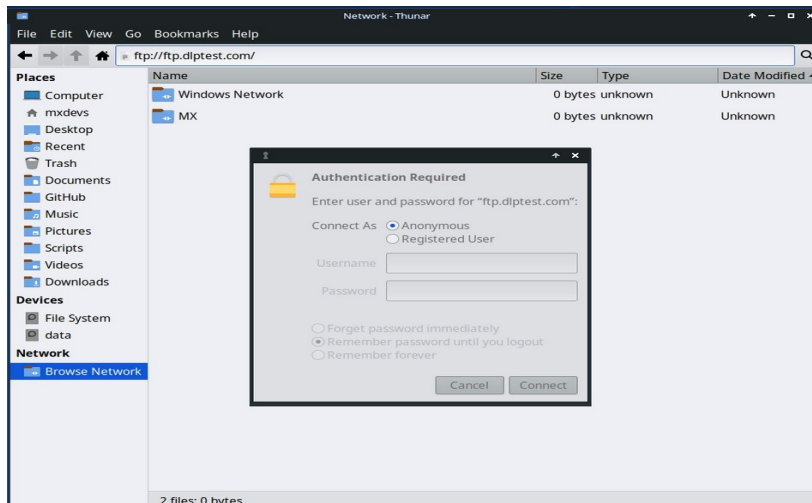 Network - Thunar
File Edit View Go Bookmarks Help
ftp://ftp.dlptest.com/
Places
Computer
mxdevs
Desktop
Recent
Trash
Documents
GitHub
Music
Pictures
Scripts
Videos
Downloads
Devices
File System
data
Network
Browse Network
Name Size Type Date Modified
Windows Network 0 bytes unknown Unknown
MX 0 bytes unknown Unknown
Authentication Required
Enter user and password for "ftp.dlptest.com":
Connect As Anonymous
Registered User
Username
Password
Forget password immediately
Remember password until you logout
Remember forever
Cancel Connect
2 files: 0 bytes